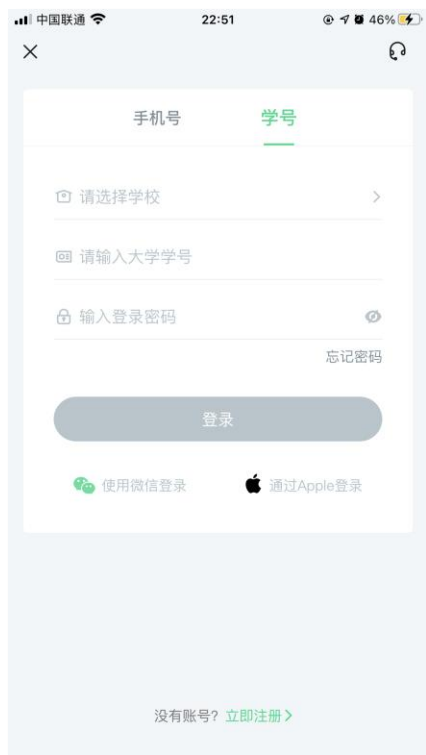 中国联通 22:51 46%
手机号 学号
请选择学校
请输入大学学号
输入登录密码
忘记密码
登录
使用微信登录 通过Apple登录
没有账号? 立即注册